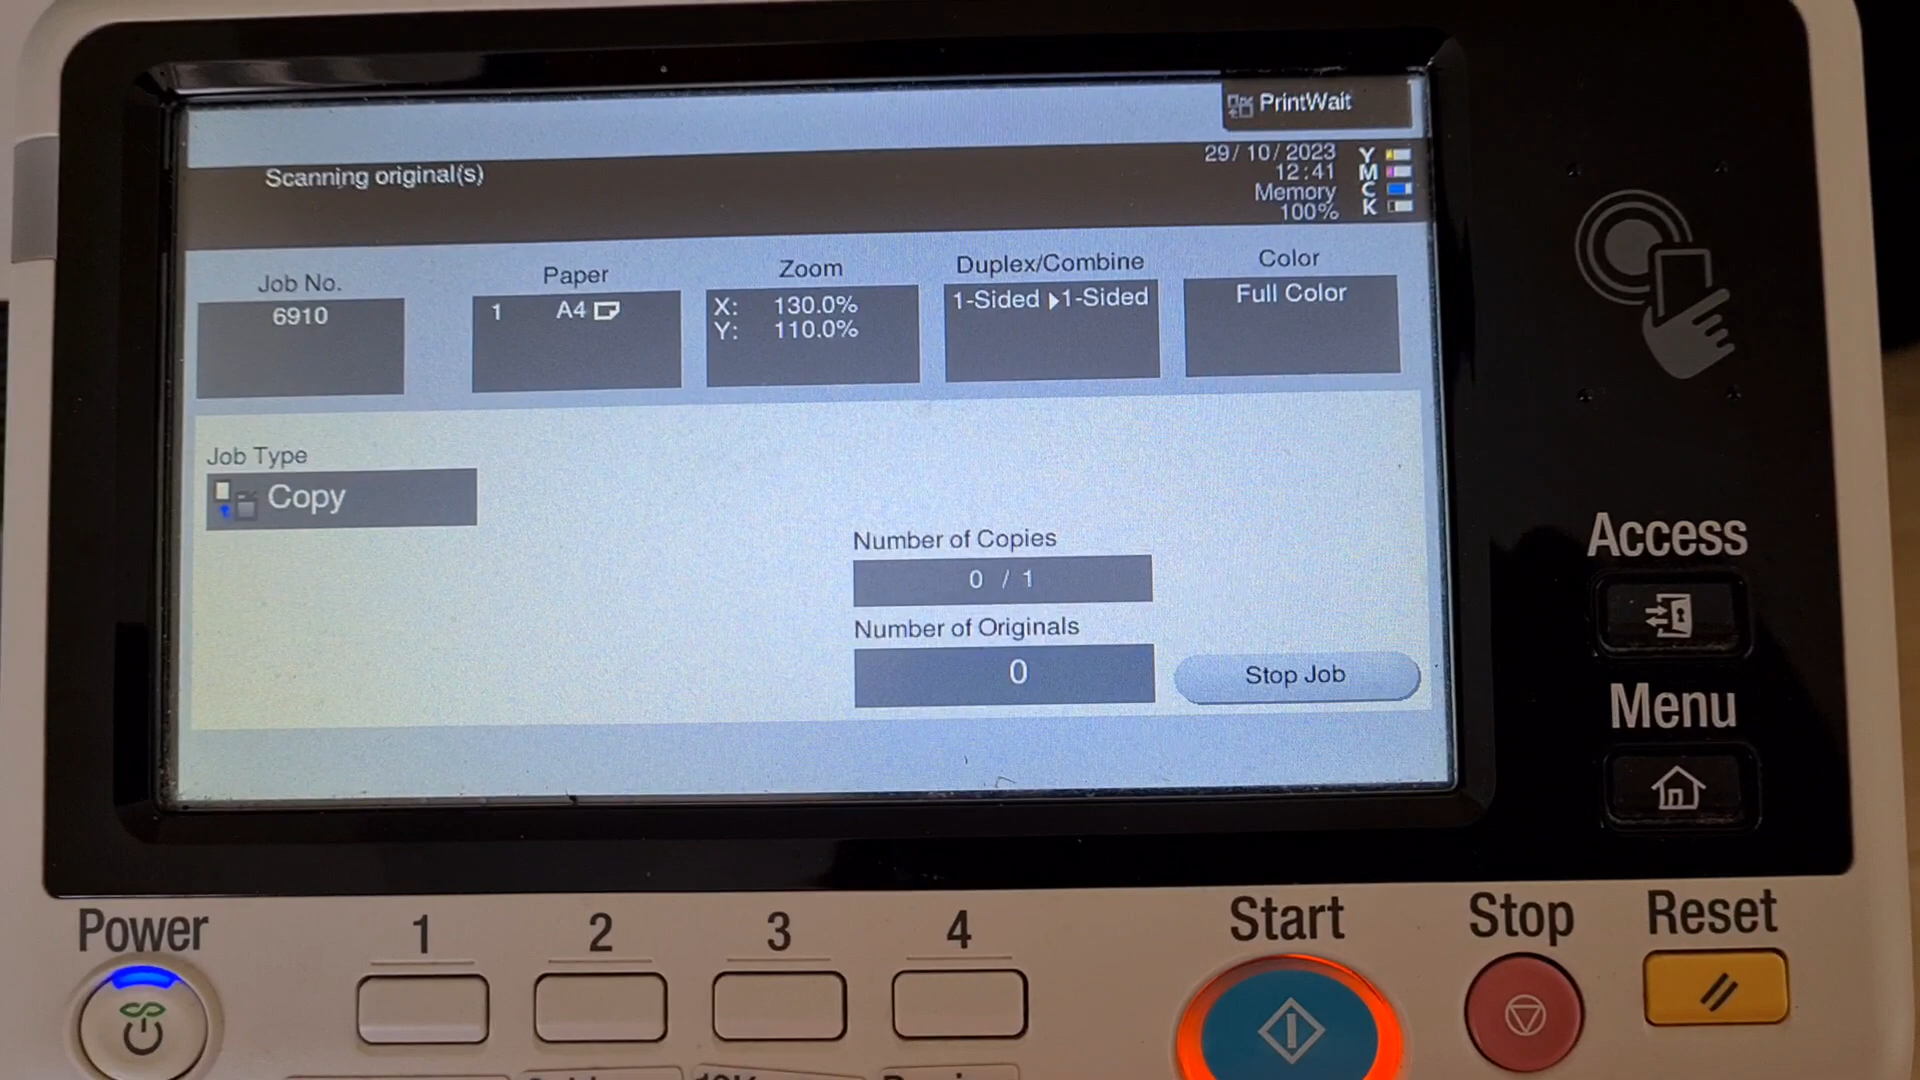 PrintWait
Scanning original(s)
29/10/2023
12:41
Memory
100%
Y
M
C
K
Job No.
6910
Paper
1 A4
Zoom
X: 130.0%
Y: 110.0%
Duplex/Combine
1-Sided ▶1-Sided
Color
Full Color
Job Type
Copy
Number of Copies
0 / 1
Number of Originals
0
Stop Job
Access
Menu
Power
1
2
3
4
Start
Stop
Reset